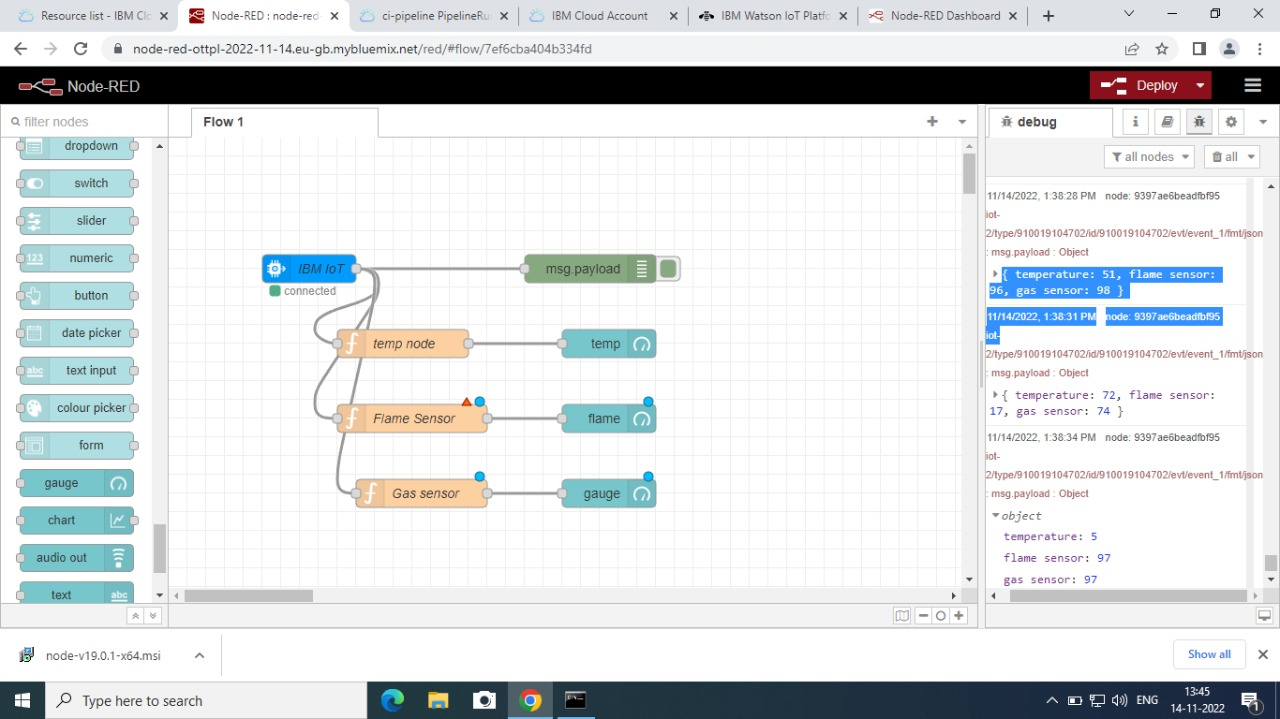 Resource list IBM Cl
Node-RED : node-red
ci-pipeline PipelineRu
IBM Cloud Account
IBM Watson IoT Platfo
Node-RED Dashboard
node-red-ottpl-2022-11-14.eu-gb.mybluemix.net/red/#flow/7ef6cba404b334fd
Node-RED
Deploy
filter nodes
Flow 1
debug
i
all nodes
all
dropdown
switch
slider
123 numeric
button
date picker
abc text input
colour picker
form
gauge
chart
audio out
text abc
IBM IoT
connected
msg.payload
f temp node
temp
f Flame Sensor
flame
f Gas sensor
gauge
11/14/2022, 1:38:28 PM node: 9397ae6beadfbf95
iot-
2/type/910019104702/id/910019104702/evt/event_1/fmt/json
: msg.payload : Object
{ temperature: 51, flame sensor:
96, gas sensor: 98 }
11/14/2022, 1:38:31 PM node: 9397ae6beadfbf95
iot-
2/type/910019104702/id/910019104702/evt/event_1/fmt/json
: msg.payload : Object
{ temperature: 72, flame sensor:
17, gas sensor: 74 }
11/14/2022, 1:38:34 PM node: 9397ae6beadfbf95
iot-
2/type/910019104702/id/910019104702/evt/event_1/fmt/json
: msg.payload : Object
object
temperature: 5
flame sensor: 97
gas sensor: 97
node-v19.0.1-x64.msi
Show all
Type here to search
ENG
13:45
14-11-2022
1